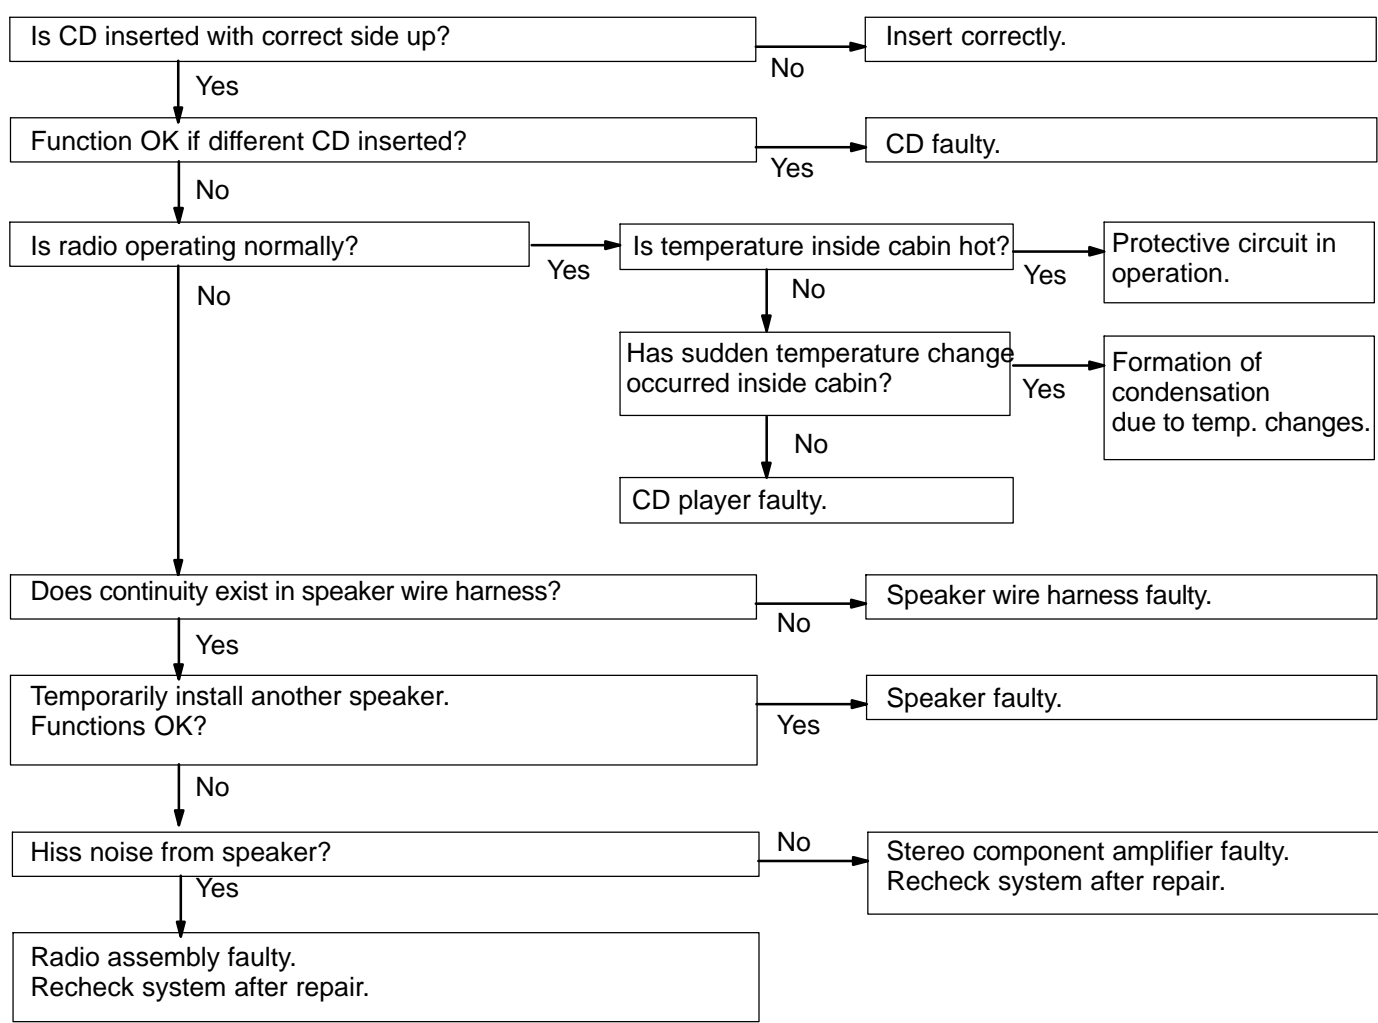 Is CD inserted with correct side up?
No
Insert correctly.
Yes
Function OK if different CD inserted?
Yes
CD faulty.
No
Is radio operating normally?
Yes
Is temperature inside cabin hot?
Yes
Protective circuit in
operation.
No
No
Has sudden temperature change
occurred inside cabin?
Yes
Formation of
condensation
due to temp. changes.
No
CD player faulty.
Does continuity exist in speaker wire harness?
No
Speaker wire harness faulty.
Yes
Temporarily install another speaker.
Functions OK?
Yes
Speaker faulty.
No
Hiss noise from speaker?
No
Stereo component amplifier faulty.
Recheck system after repair.
Yes
Radio assembly faulty.
Recheck system after repair.